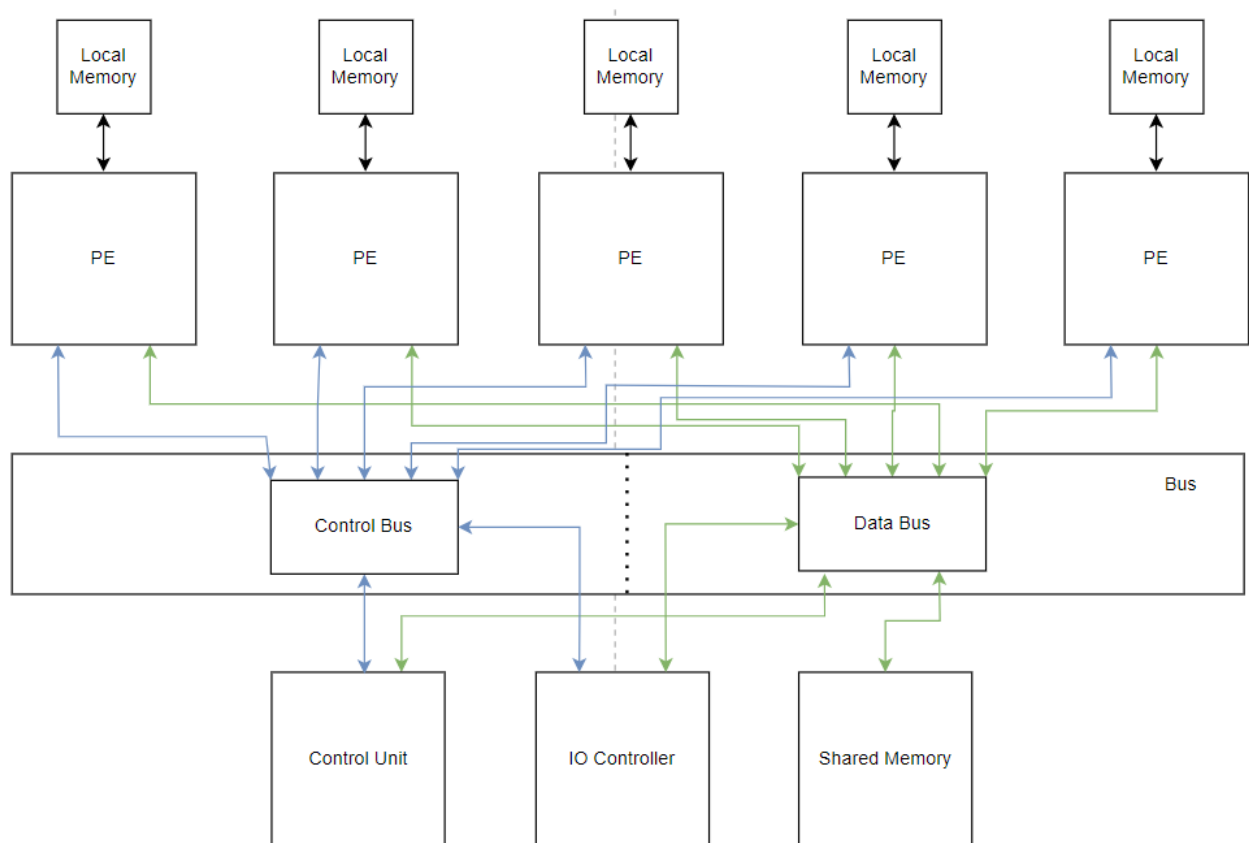 Local
Memory
Local
Memory
Local
Memory
Local
Memory
Local
Memory
PE
PE
PE
PE
PE
Bus
Control Bus
Data Bus
Control Unit
IO Controller
Shared Memory